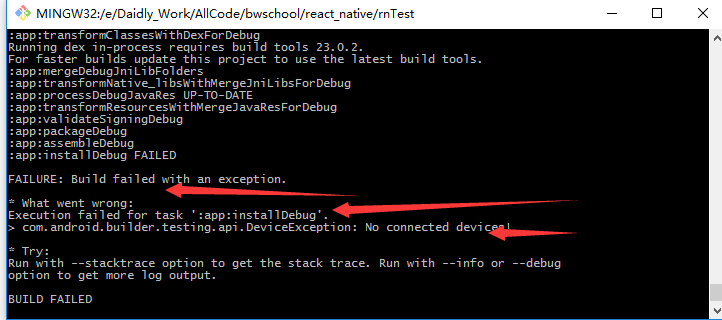 MINGW32:/e/Daidly_Work/AllCode/bwschool/react_native/rnTest
:app:transformClassesWithDexForDebug
Running dex in-process requires build tools 23.0.2.
For faster builds update this project to use the latest build tools.
:app:mergeDebugJniLibFolders
:app:transformNative_libsWithMergeJniLibsForDebug
:app:processDebugJavaRes UP-TO-DATE
:app:transformResourcesWithMergeJavaResForDebug
:app:validateSigningDebug
:app:packageDebug
:app:assembleDebug
:app:installDebug FAILED
FAILURE: Build failed with an exception.
* What went wrong:
Execution failed for task ':app:installDebug'.
> com.android.builder.testing.api.DeviceException: No connected devices!
* Try:
Run with --stacktrace option to get the stack trace. Run with --info or --debug
option to get more log output.
BUILD FAILED